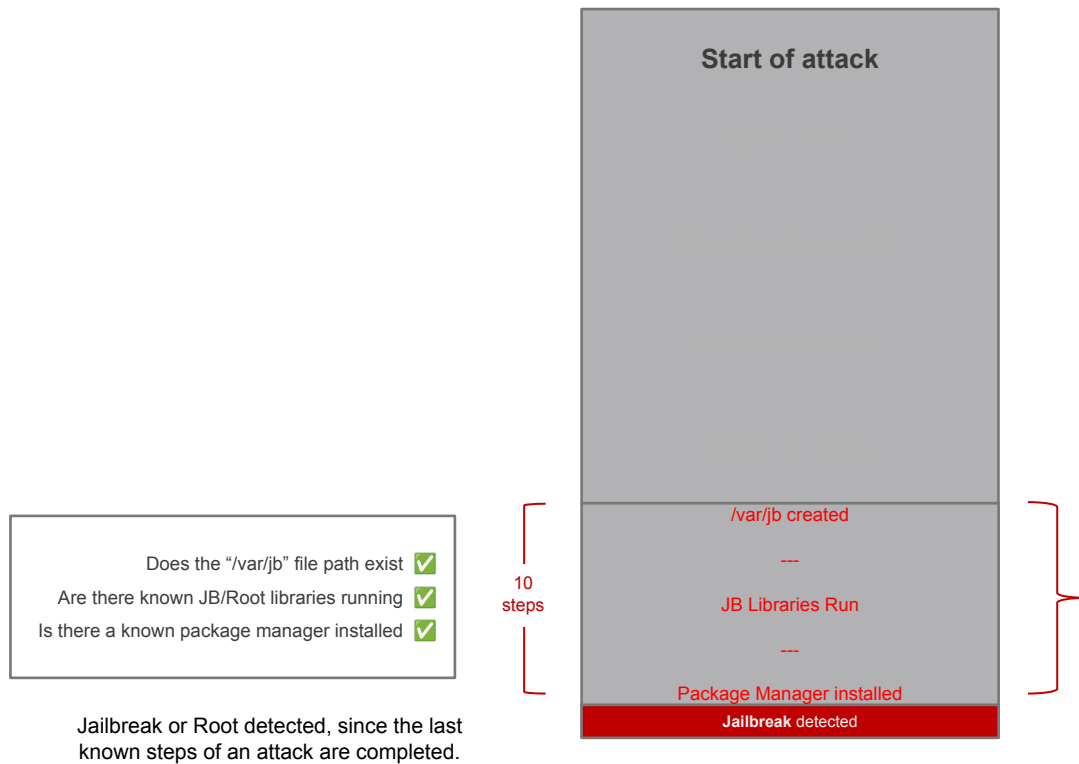 Start of attack
/var/jb created
---
JB Libraries Run
---
Package Manager installed
Jailbreak detected
10
steps
Does the “/var/jb” file path exist ✅
Are there known JB/Root libraries running ✅
Is there a known package manager installed ✅
Jailbreak or Root detected, since the last
known steps of an attack are completed.